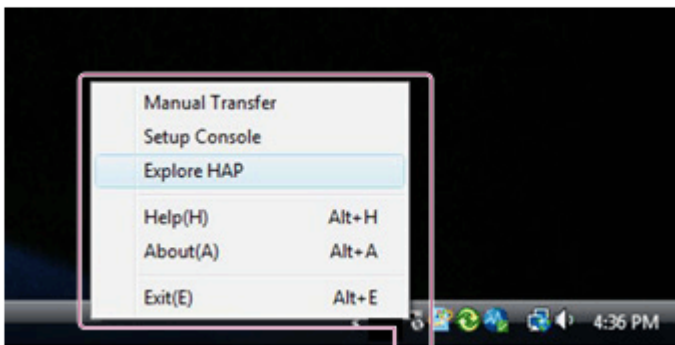 Manual Transfer
Setup Console
Explore HAP
Help(H) Alt+H
About(A) Alt+A
Exit(E) Alt+E
4:36 PM